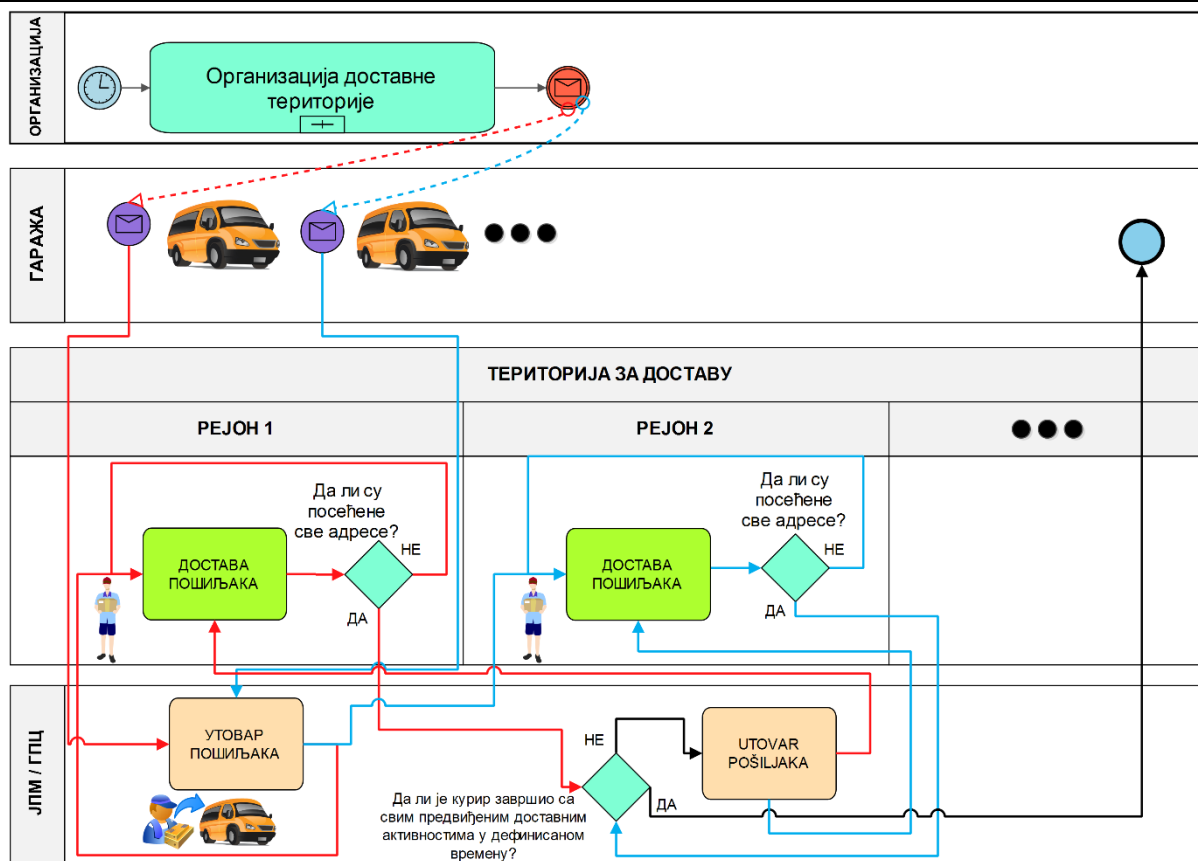 ОРГАНИЗАЦИЈА
Организација доставне
територије
ГАРАЖА
ТЕРИТОРИЈА ЗА ДОСТАВУ
РЕЈОН 1
РЕЈОН 2
Да ли су
посећене
све адресе?
НЕ
ДОСТАВА
ПОШИЉАКА
ДА
Да ли су
посећене
све адресе?
НЕ
ДОСТАВА
ПОШИЉАКА
ДА
ЈПМ / ГПЦ
УТОВАР
ПОШИЉАКА
НЕ
UTOVAR
POŠILJAKA
ДА
Да ли је курир завршио са
свим предвиђеним доставним
активностима у дефинисаном
времену?